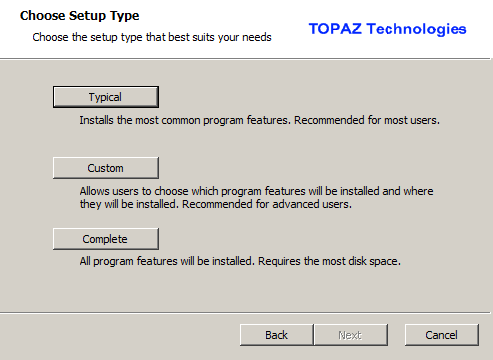 Choose Setup Type
Choose the setup type that best suits your needs
TOPAZ Technologies
Typical
Installs the most common program features. Recommended for most users.
Custom
Allows users to choose which program features will be installed and where
they will be installed. Recommended for advanced users.
Complete
All program features will be installed. Requires the most disk space.
Back
Next
Cancel